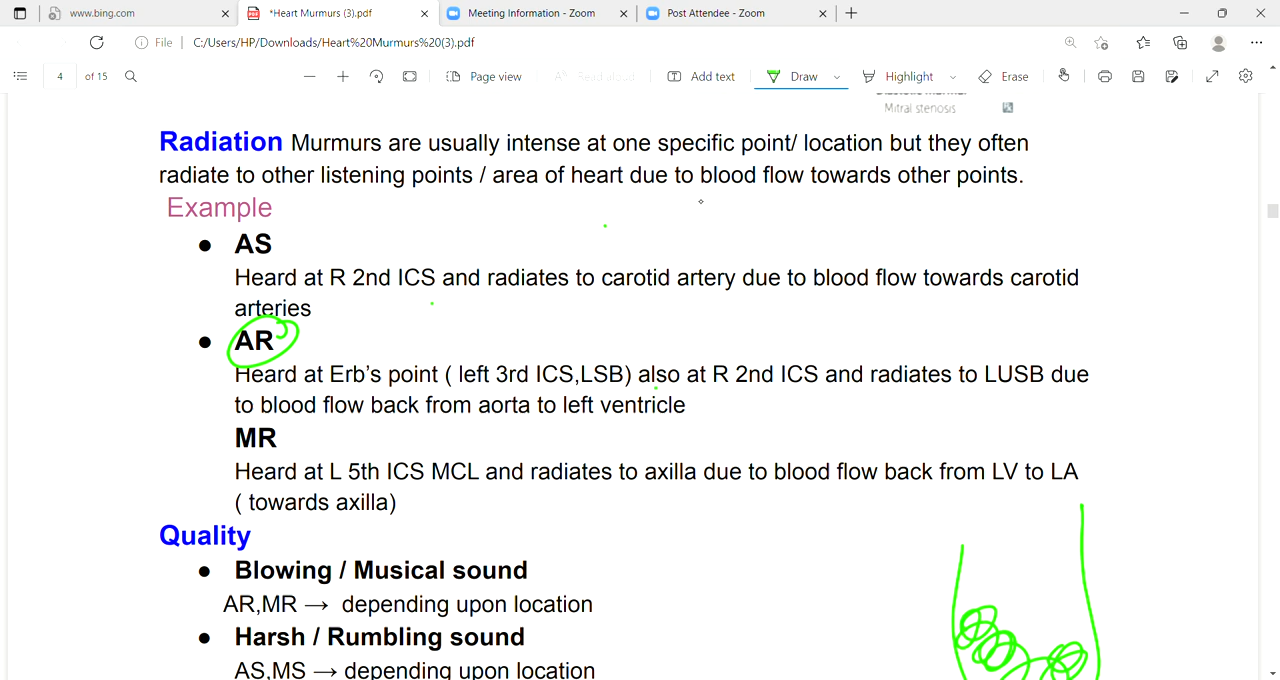 www.bing.com
*Heart Murmurs (3).pdf
Meeting Information - Zoom
Post Attendee - Zoom
File
C:/Users/HP/Downloads/Heart%20Murmurs%20(3).pdf
4 of 15
Page view
Read aloud
Add text
Draw
Highlight
Erase
Mitral stenosis
Radiation Murmurs are usually intense at one specific point/ location but they often
radiate to other listening points / area of heart due to blood flow towards other points.
Example
● AS
Heard at R 2nd ICS and radiates to carotid artery due to blood flow towards carotid
arteries
● AR
Heard at Erb's point ( left 3rd ICS,LSB) also at R 2nd ICS and radiates to LUSB due
to blood flow back from aorta to left ventricle
MR
Heard at L 5th ICS MCL and radiates to axilla due to blood flow back from LV to LA
( towards axilla)
Quality
● Blowing / Musical sound
AR,MR → depending upon location
● Harsh / Rumbling sound
AS,MS → depending upon location